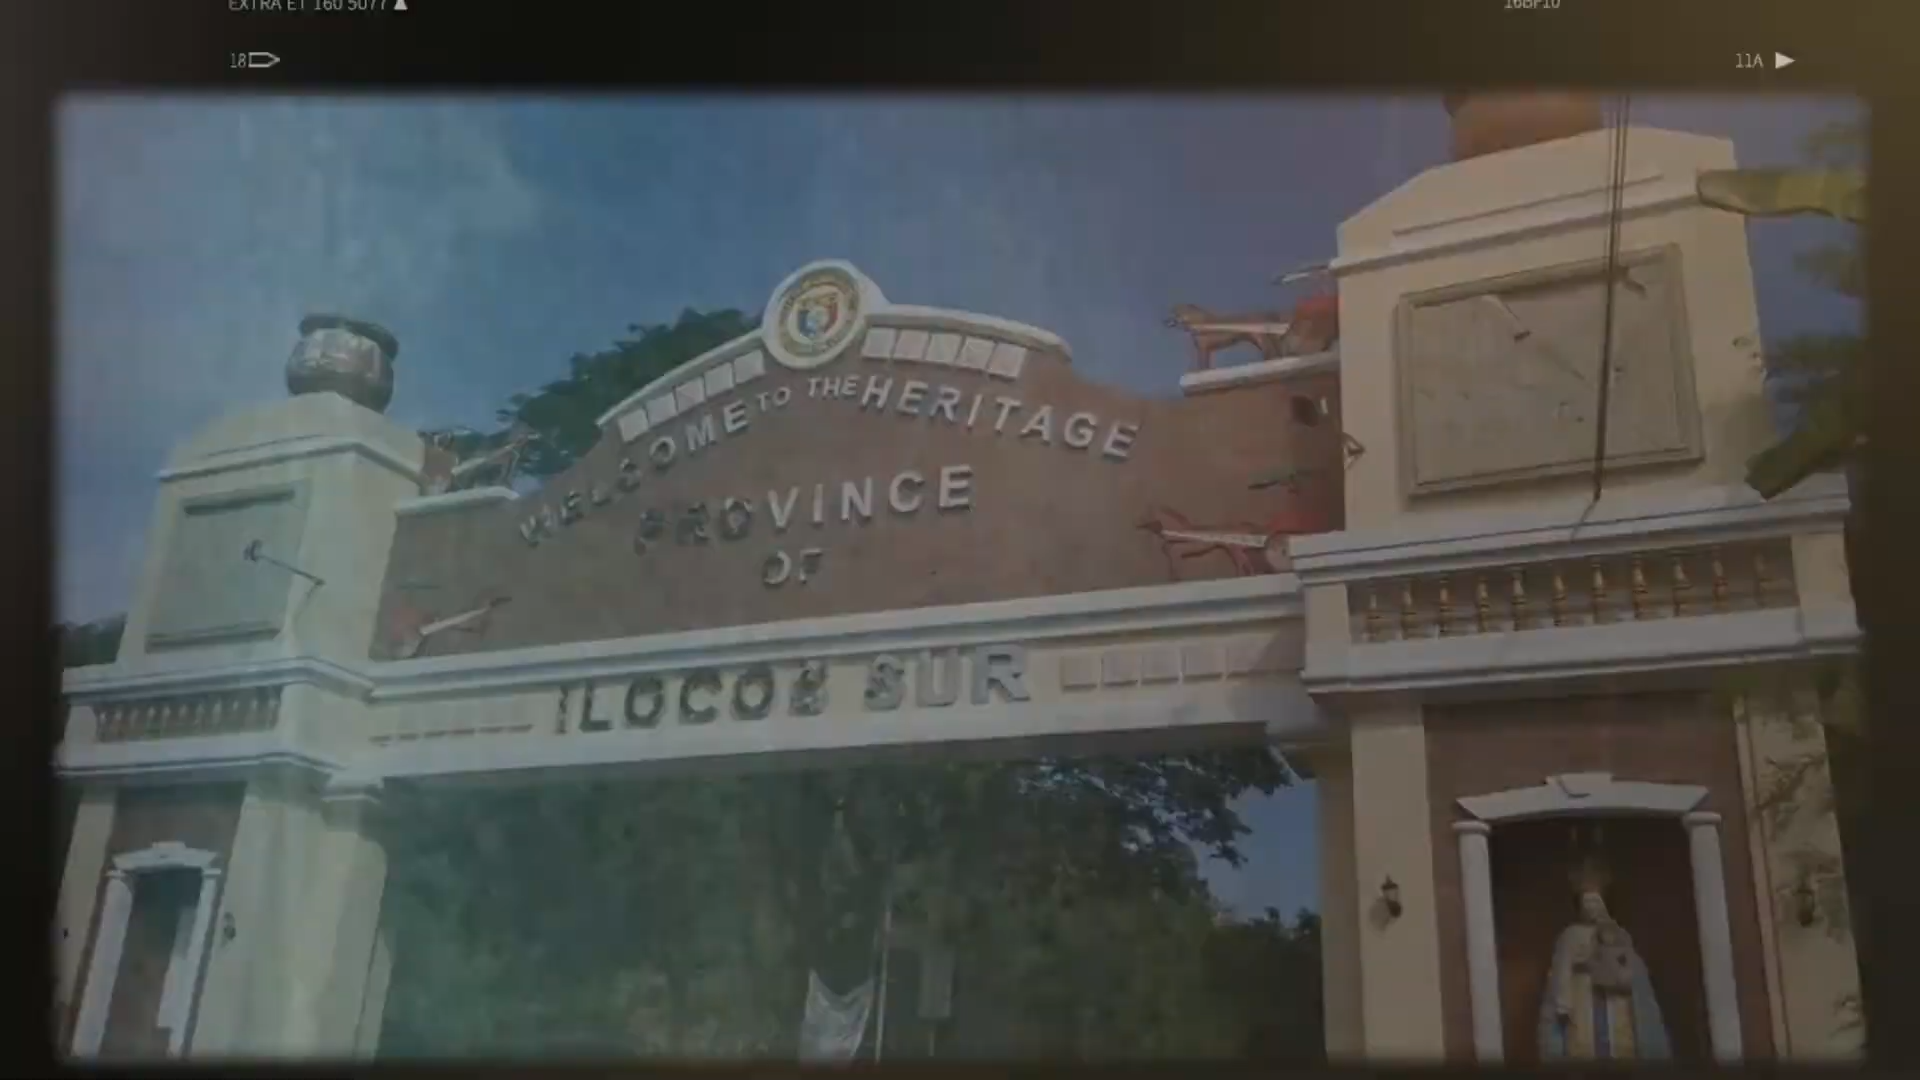 EXTRA ET 160 5077
18
11A
WELCOME TO THE HERITAGE
PROVINCE
OF
ILOCOS SUR